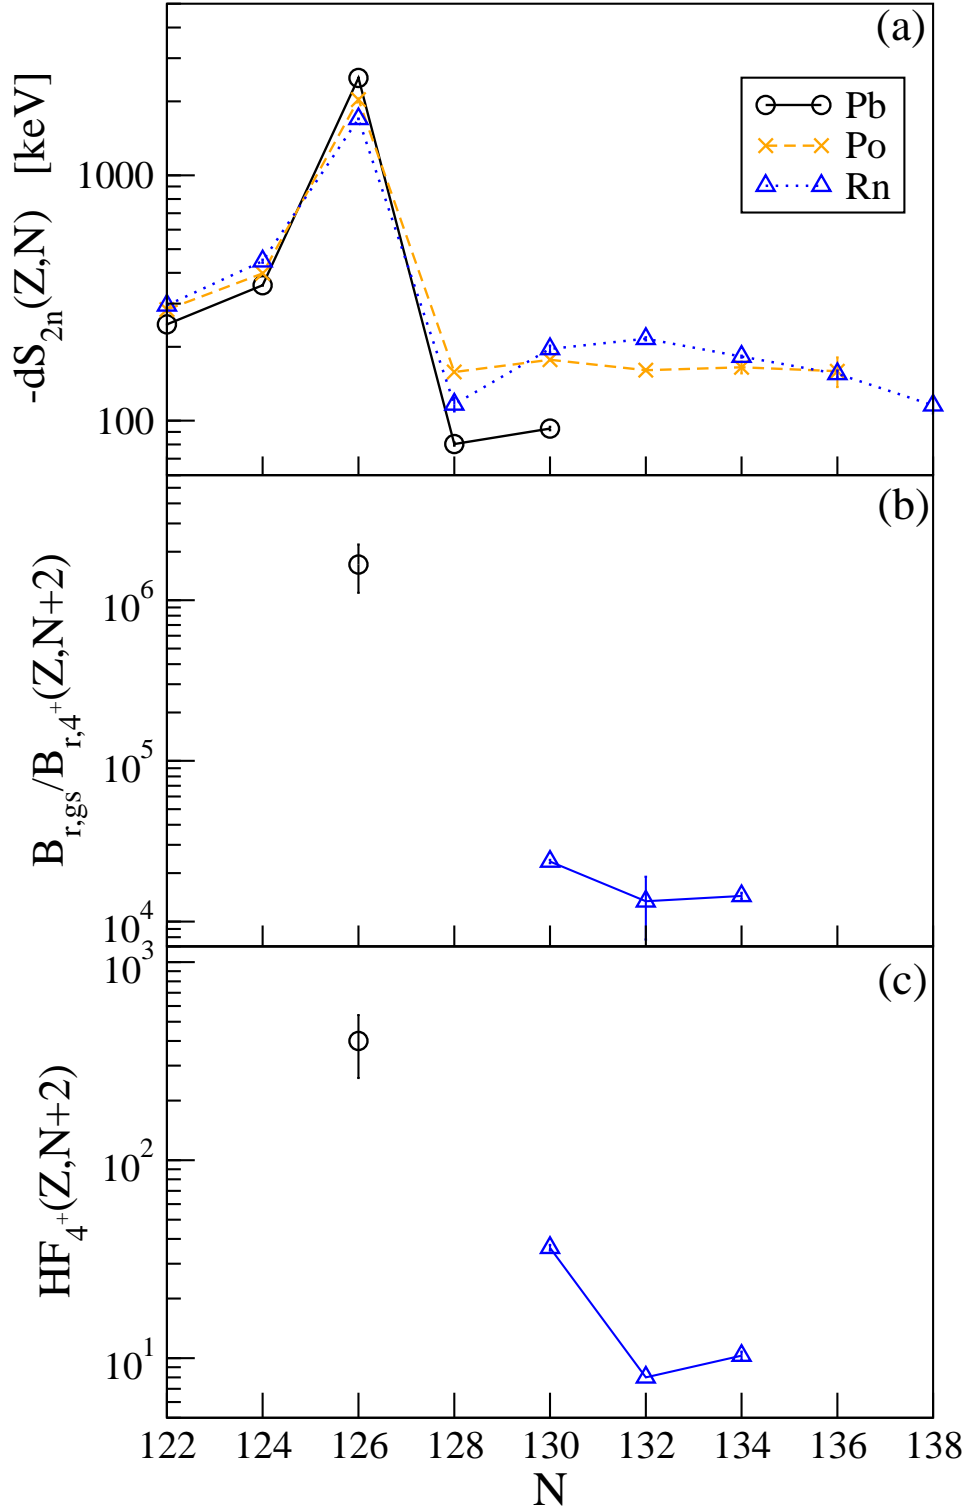 (a)
-dS2n(Z,N) [keV]
Pb
Po
Rn
1000
100
(b)
Br,gs/Br,4+(Z,N+2)
10^6
10^5
10^4
(c)
HF4+(Z,N+2)
10^3
10^2
10^1
122 124 126 128 130 132 134 136 138
N